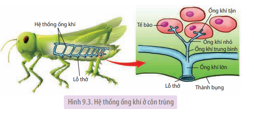 Hệ thống ống khí
Lỗ thở
Tế bào
Ống khí tận
Ống khí nhỏ
Ống khí trung bình
Ống khí lớn
Lỗ thở
Thành bụng
Hình 9.3. Hệ thống ống khí ở côn trùng